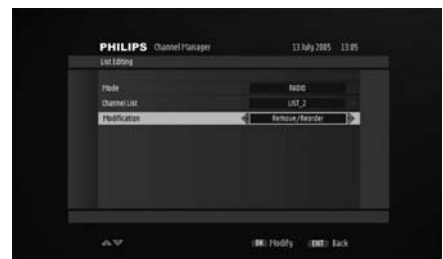 PHILIPS Channel Manager 13 July 2005 13:05
List Editing
Mode RADIO
Channel List LIST_2
Modification Remove/Reorder
OK Modify EXIT Back